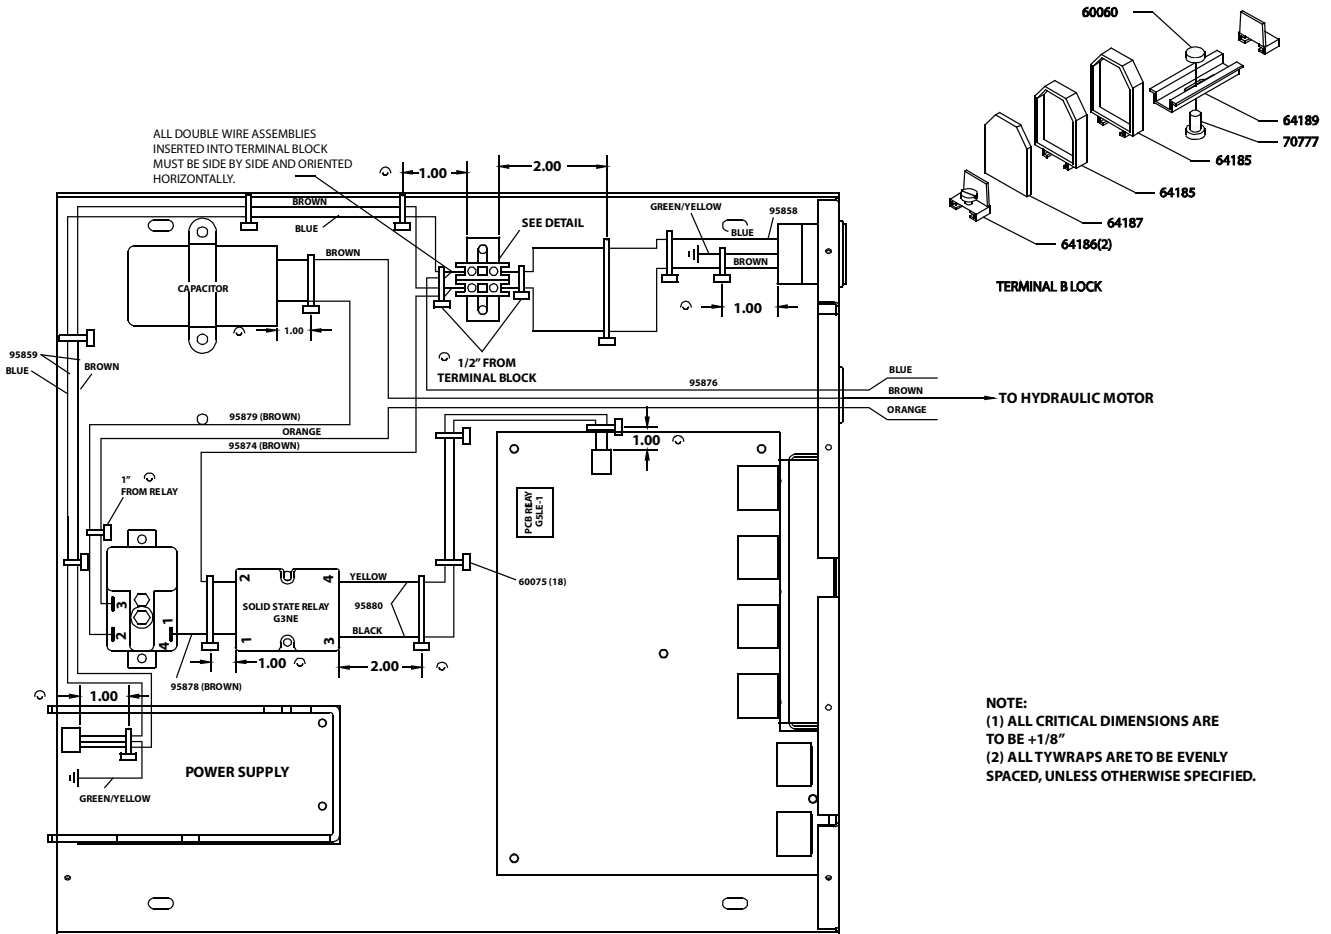 60060
64189
70777
64185
64185
64187
64186(2)
TERMINAL BLOCK
ALL DOUBLE WIRE ASSEMBLIES
INSERTED INTO TERMINAL BLOCK
MUST BE SIDE BY SIDE AND ORIENTED
HORIZONTALLY.
1.00
2.00
BROWN
BLUE
SEE DETAIL
GREEN/YELLOW
95858
BLUE
BROWN
BROWN
CAPACITOR
1.00
1.00
95859
BLUE
BROWN
1/2" FROM
TERMINAL BLOCK
95876
BLUE
BROWN
ORANGE
TO HYDRAULIC MOTOR
95879 (BROWN)
ORANGE
95874 (BROWN)
1.00
1"
FROM RELAY
PCB RELAY
G5LE-1
60075 (18)
3
2
1
4
2
4
SOLID STATE RELAY
G3NE
1
3
YELLOW
95880
BLACK
1.00
2.00
95878 (BROWN)
1.00
POWER SUPPLY
GREEN/YELLOW
NOTE:
(1) ALL CRITICAL DIMENSIONS ARE
TO BE +1/8"
(2) ALL TYWRAPS ARE TO BE EVENLY
SPACED, UNLESS OTHERWISE SPECIFIED.